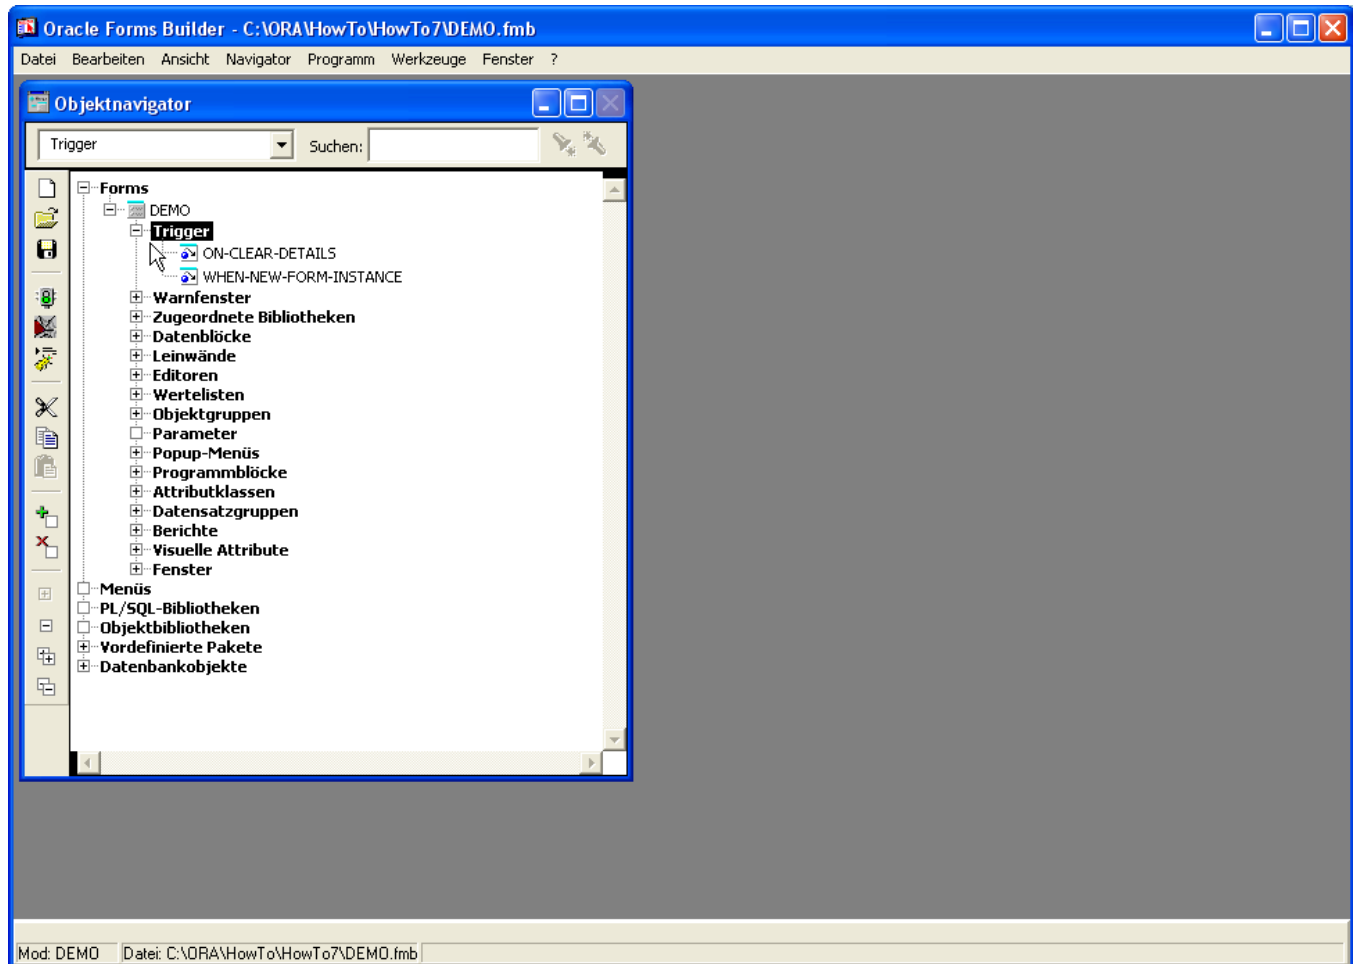 Oracle Forms Builder - C:\ORA\HowTo\HowTo7\DEMO.fmb
Datei Bearbeiten Ansicht Navigator Programm Werkzeuge Fenster ?
Objektnavigator
Trigger Suchen:
Forms
DEMO
Trigger
ON-CLEAR-DETAILS
WHEN-NEW-FORM-INSTANCE
Warnfenster
Zugeordnete Bibliotheken
Datenblöcke
Leinwände
Editoren
Wertelisten
Objektgruppen
Parameter
Popup-Menüs
Programmblöcke
Attributklassen
Datensatzgruppen
Berichte
Visuelle Attribute
Fenster
Menüs
PL/SQL-Bibliotheken
Objektbibliotheken
Vordefinierte Pakete
Datenbankobjekte
Mod: DEMO Datei: C:\ORA\HowTo\HowTo7\DEMO.fmb